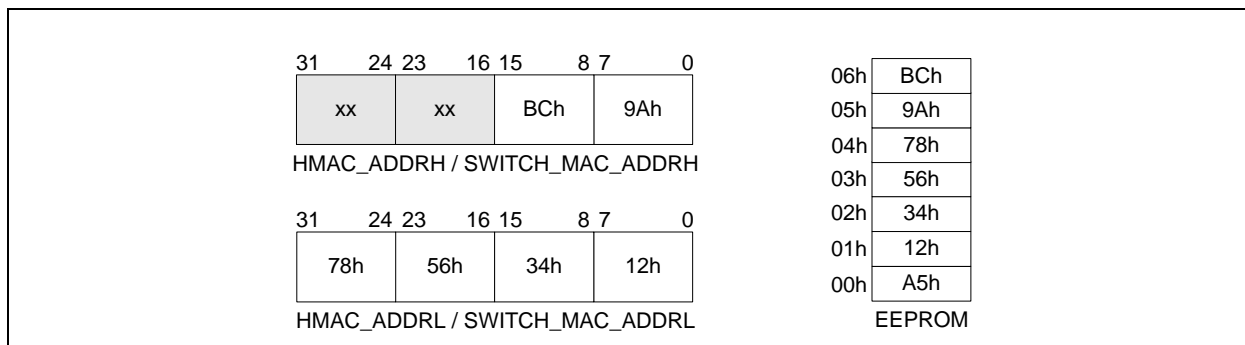 31 24 23 16 15 8 7 0
xx xx BCh 9Ah
HMAC_ADDRH / SWITCH_MAC_ADDRH
31 24 23 16 15 8 7 0
78h 56h 34h 12h
HMAC_ADDRL / SWITCH_MAC_ADDRL
06h BCh
05h 9Ah
04h 78h
03h 56h
02h 34h
01h 12h
00h A5h
EEPROM